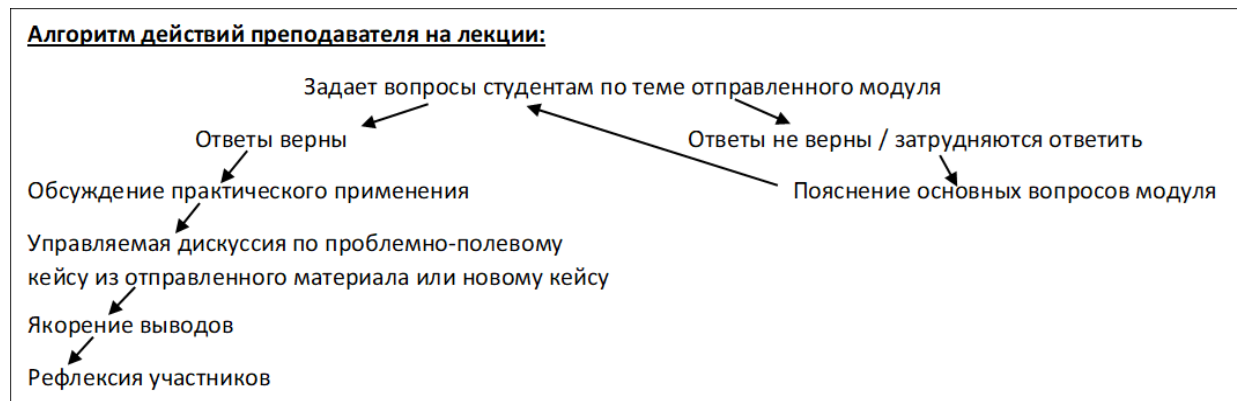 Алгоритм действий преподавателя на лекции:
Задает вопросы студентам по теме отправленного модуля
Ответы верны
Ответы не верны / затрудняются ответить
Обсуждение практического применения
Пояснение основных вопросов модуля
Управляемая дискуссия по проблемно-полевому
кейсу из отправленного материала или новому кейсу
Якорение выводов
Рефлексия участников